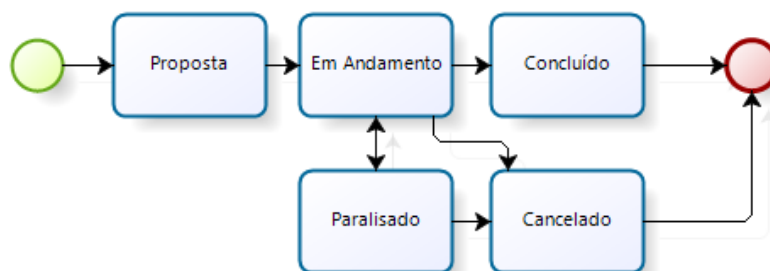 Proposta
Em Andamento
Concluído
Paralisado
Cancelado